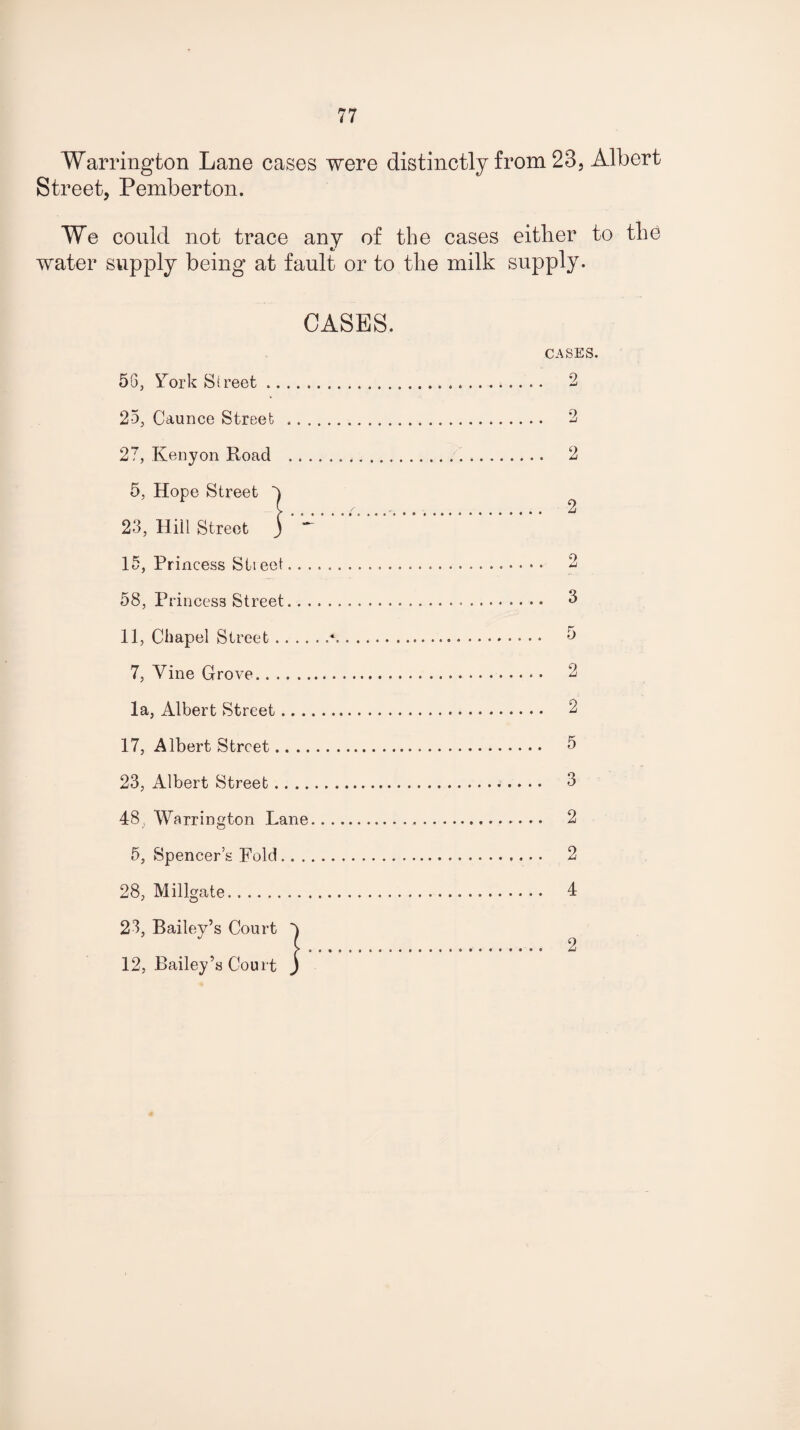 77
Warrington Lane cases were distinctly from 23, Albert
Street, Pemberton.
We could not trace any of the cases either to the
water supply being at fault or to the milk supply.
CASES.
CASES.
56, York Street .......... 2
25, Caunce Street .......... 2
27, Kenyon Road .......... 2
5, Hope Street }
23, Hill Street } .......... 2
15, Princess Street .......... 2
58, Princess Street .......... 3
11, Chapel Street .......... 5
7, Vine Grove .......... 2
1a, Albert Street .......... 2
17, Albert Street .......... 5
23, Albert Street .......... 3
48, Warrington Lane .......... 2
5, Spencer's Fold .......... 2
28, Millgate .......... 4
23, Bailey's Court }
12, Bailey's Court } .......... 2